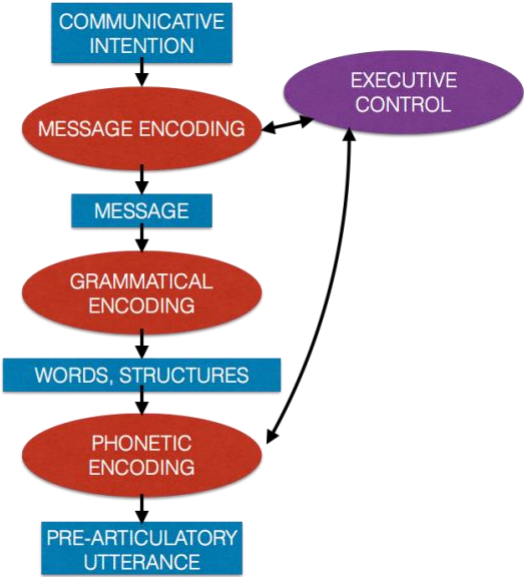 COMMUNICATIVE
INTENTION
EXECUTIVE
CONTROL
MESSAGE ENCODING
MESSAGE
GRAMMATICAL
ENCODING
WORDS, STRUCTURES
PHONETIC
ENCODING
PRE-ARTICULATORY
UTTERANCE